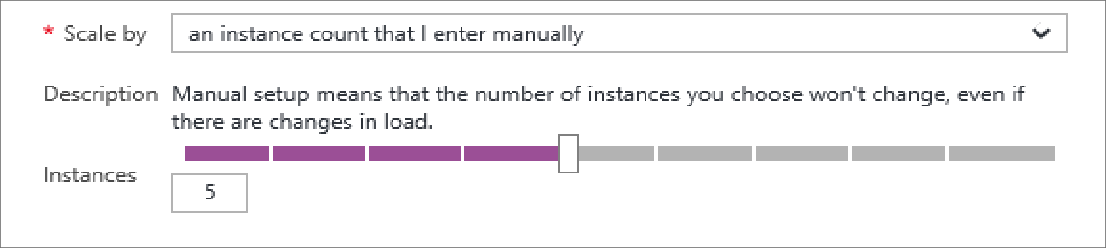 * Scale by an instance count that I enter manually
Description Manual setup means that the number of instances you choose won't change, even if
there are changes in load.
Instances
5